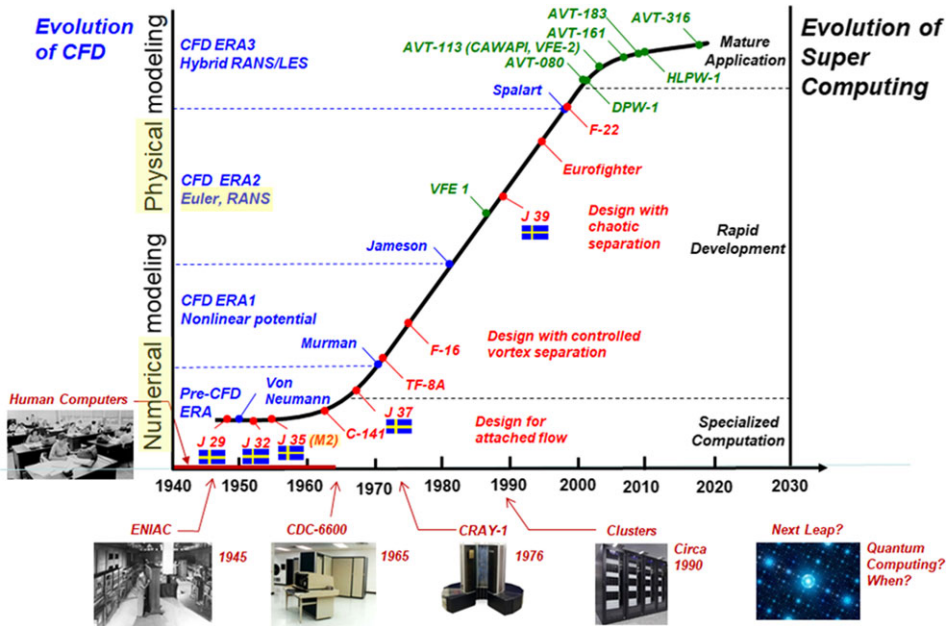 Evolution
of CFD
Evolution of
Super
Computing
Physical modeling
Numerical modeling
CFD ERA3
Hybrid RANS/LES
CFD ERA2
Euler, RANS
CFD ERA1
Nonlinear potential
Pre-CFD
ERA
AVT-316
AVT-183
AVT-161
AVT-113 (CAWAPI, VFE-2)
AVT-080
HLPW-1
DPW-1
Spalart
F-22
Eurofighter
VFE 1
J 39
Jameson
F-16
Murman
TF-8A
Von
Neumann
J 37
C-141
J 29
J 32
J 35 (M2)
Design with
chaotic
separation
Design with controlled
vortex separation
Design for
attached flow
Mature
Application
Rapid
Development
Specialized
Computation
Human Computers
1940
1950
1960
1970
1980
1990
2000
2010
2020
2030
ENIAC
1945
CDC-6600
1965
CRAY-1
1976
Clusters
Circa
1990
Next Leap?
Quantum
Computing?
When?